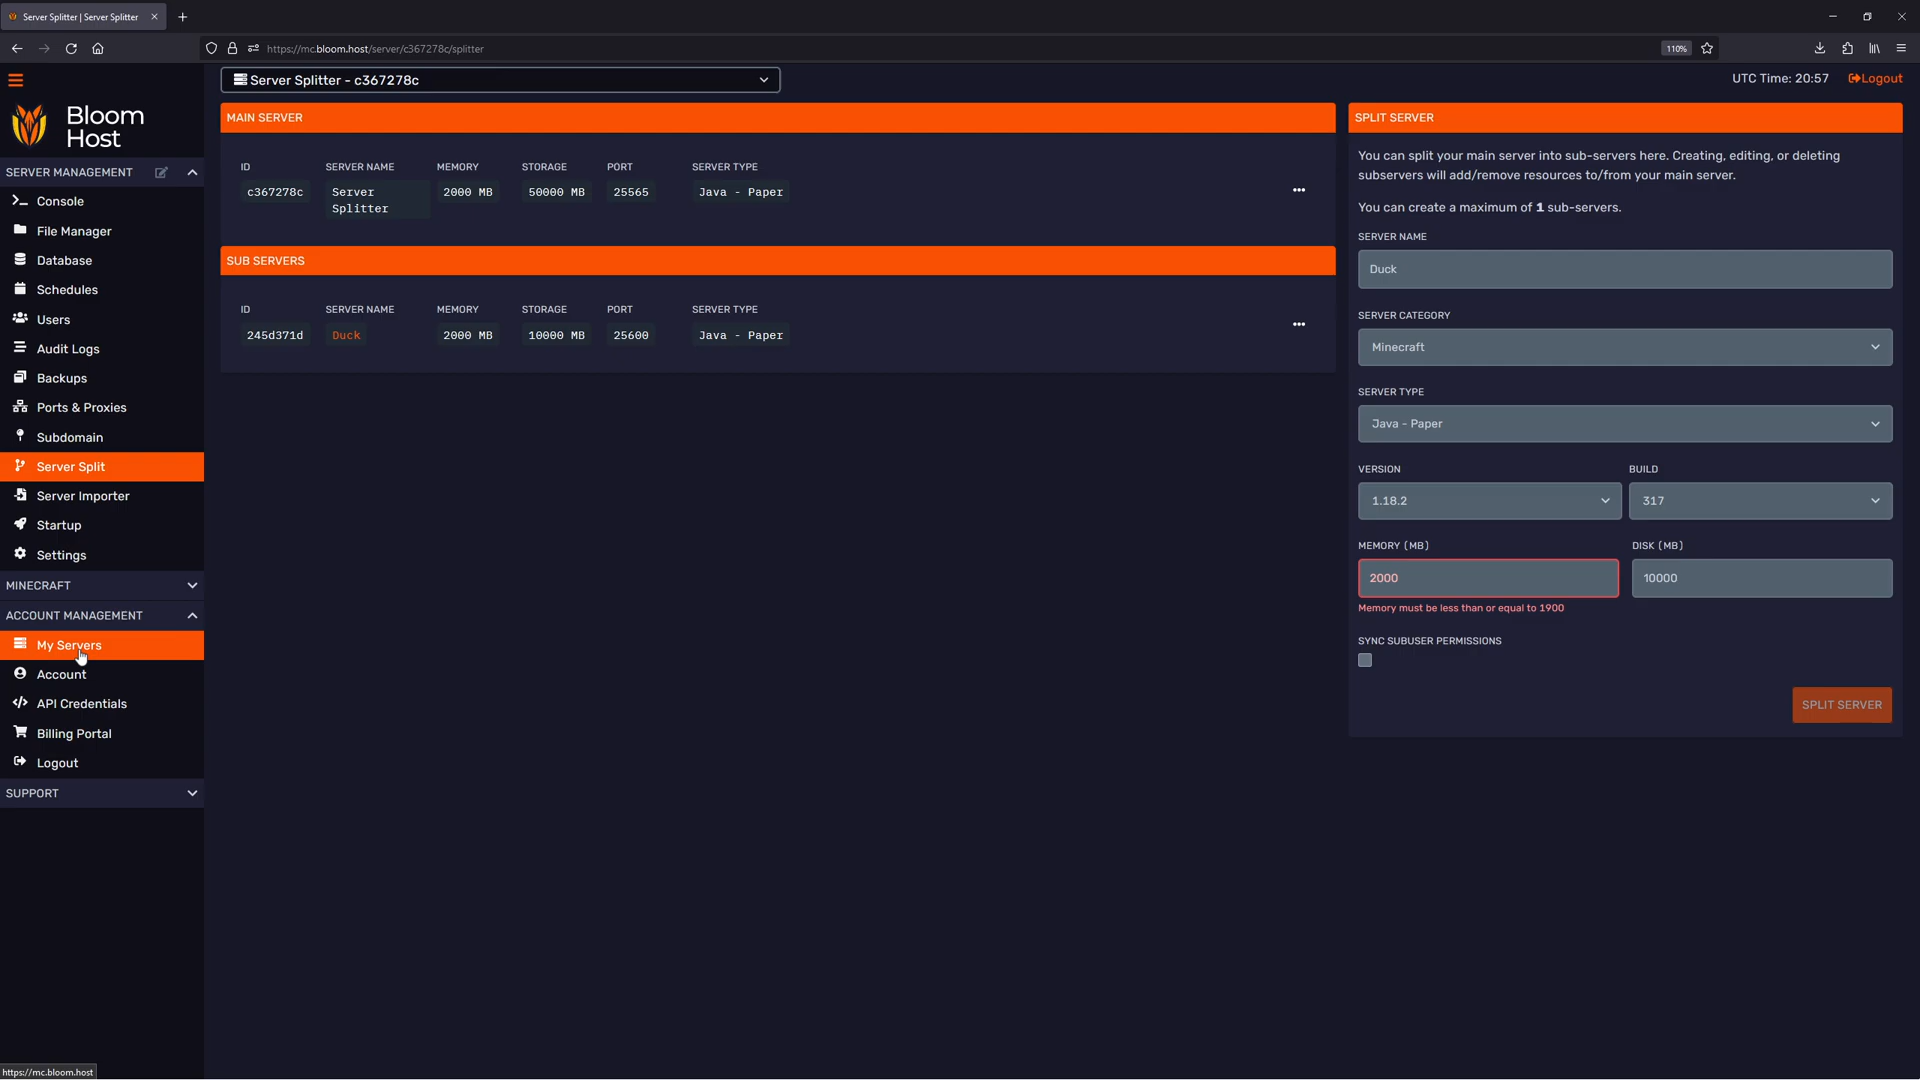 Server Splitter | Server Splitter
https://mc.bloom.host/server/c367278c/splitter
110%
Bloom
Host
Server Splitter - c367278c
UTC Time: 20:57
Logout
SERVER MANAGEMENT
Console
File Manager
Database
Schedules
Users
Audit Logs
Backups
Ports & Proxies
Subdomain
Server Split
Server Importer
Startup
Settings
MINECRAFT
ACCOUNT MANAGEMENT
My Servers
Account
API Credentials
Billing Portal
Logout
SUPPORT
MAIN SERVER
ID SERVER NAME MEMORY STORAGE PORT SERVER TYPE
c367278c Server Splitter 2000 MB 50000 MB 25565 Java - Paper
SUB SERVERS
ID SERVER NAME MEMORY STORAGE PORT SERVER TYPE
245d371d Duck 2000 MB 10000 MB 25600 Java - Paper
SPLIT SERVER
You can split your main server into sub-servers here. Creating, editing, or deleting
subservers will add/remove resources to/from your main server.
You can create a maximum of 1 sub-servers.
SERVER NAME
Duck
SERVER CATEGORY
Minecraft
SERVER TYPE
Java - Paper
VERSION BUILD
1.18.2 317
MEMORY (MB) DISK (MB)
2000 10000
Memory must be less than or equal to 1900
SYNC SUBUSER PERMISSIONS
SPLIT SERVER
https://mc.bloom.host